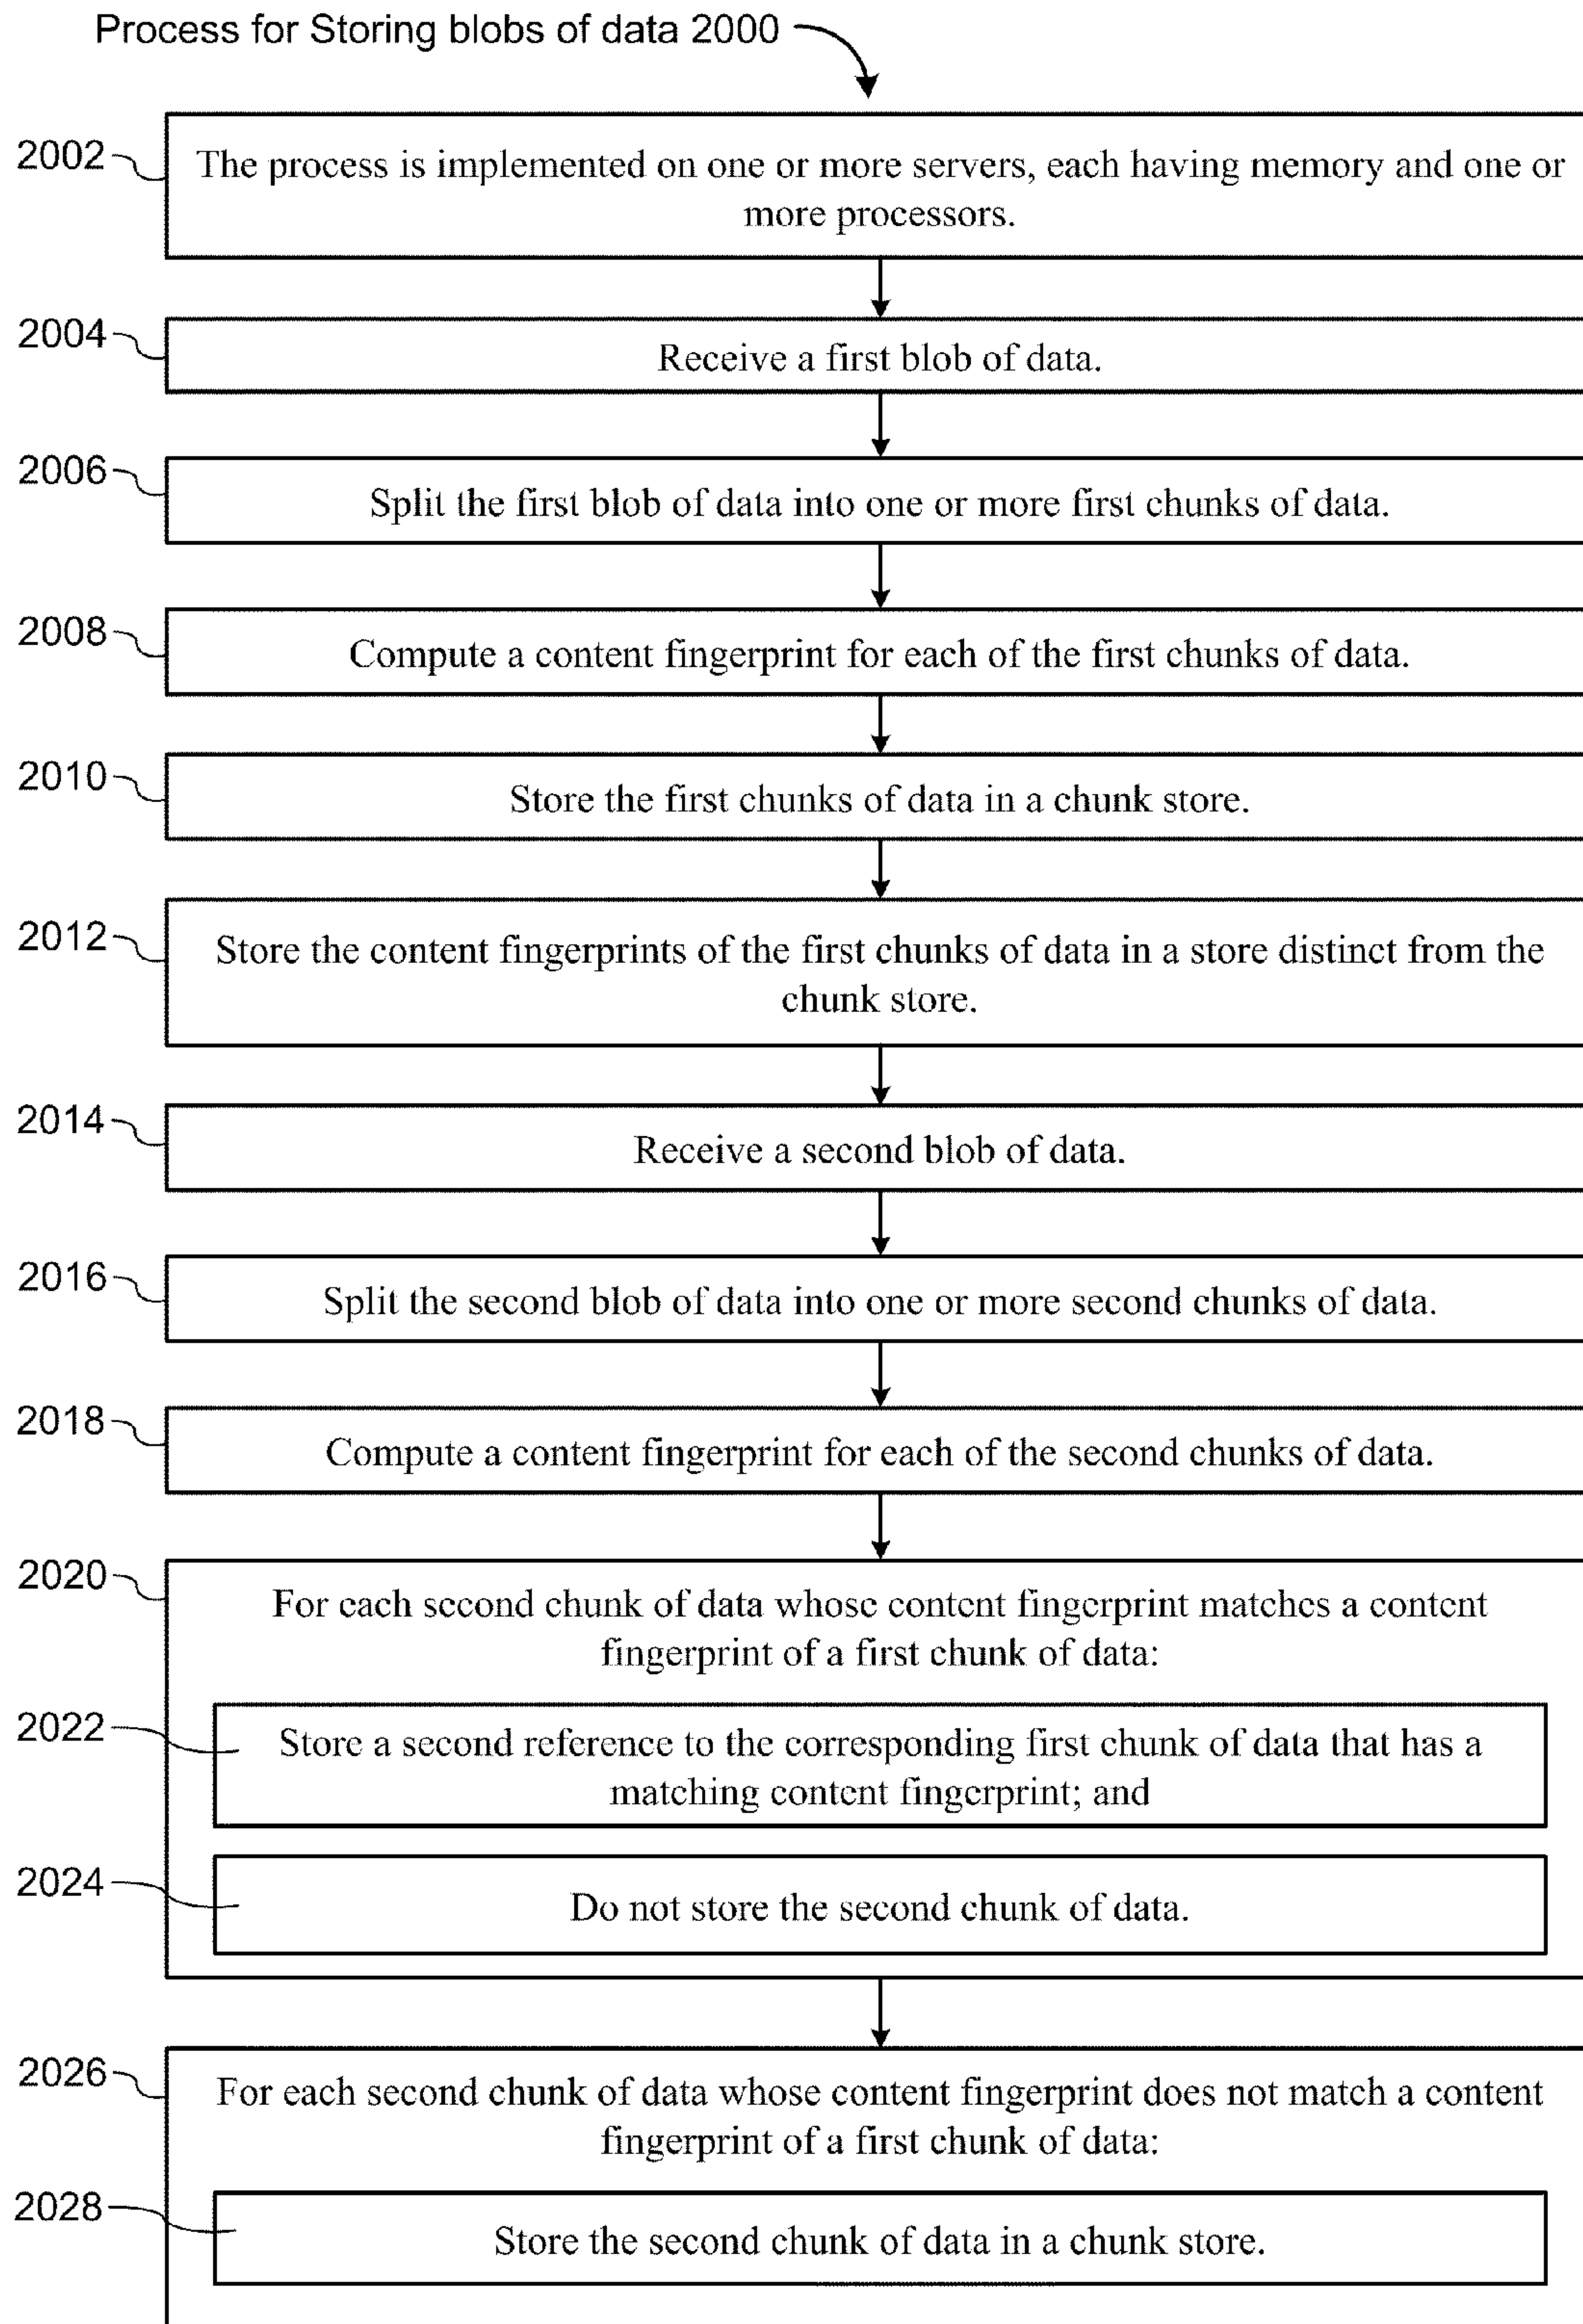 Process for Storing blobs of data 2000
2002
The process is implemented on one or more servers, each having memory and one or
more processors.
2004
Receive a first blob of data.
2006
Split the first blob of data into one or more first chunks of data.
2008
Compute a content fingerprint for each of the first chunks of data.
2010
Store the first chunks of data in a chunk store.
2012
Store the content fingerprints of the first chunks of data in a store distinct from the
chunk store.
2014
Receive a second blob of data.
2016
Split the second blob of data into one or more second chunks of data.
2018
Compute a content fingerprint for each of the second chunks of data.
2020
For each second chunk of data whose content fingerprint matches a content
fingerprint of a first chunk of data:
2022
Store a second reference to the corresponding first chunk of data that has a
matching content fingerprint; and
2024
Do not store the second chunk of data.
2026
For each second chunk of data whose content fingerprint does not match a content
fingerprint of a first chunk of data:
2028
Store the second chunk of data in a chunk store.